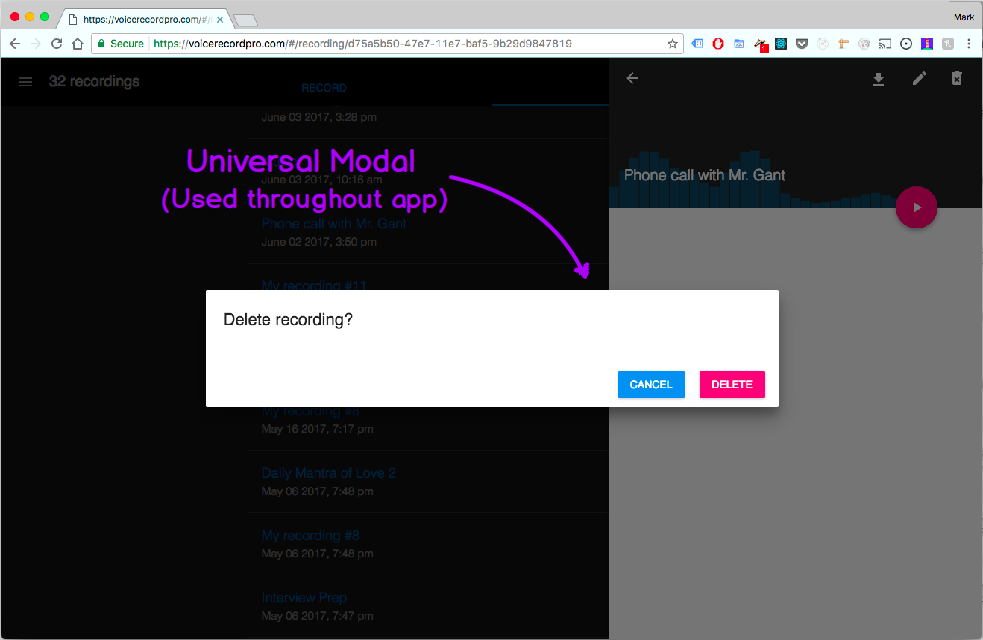 https://voicerecordpro.com/#/
Mark
Secure
https://voicerecordpro.com/#/recording/d75a5b50-47e7-11e7-baf5-9b29d9847819
32 recordings
RECORD
June 03 2017, 3:28 pm
Universal Modal
June 03 2017, 10:16 am
(Used throughout app)
Phone call with Mr. Gant
Phone call with Mr. Gant
June 02 2017, 3:50 pm
My recording #11
Delete recording?
CANCEL
DELETE
My recording #8
May 16 2017, 7:17 pm
Daily Mantra of Love 2
May 06 2017, 7:48 pm
My recording #8
May 06 2017, 7:48 pm
Interview Prep
May 06 2017, 7:47 pm